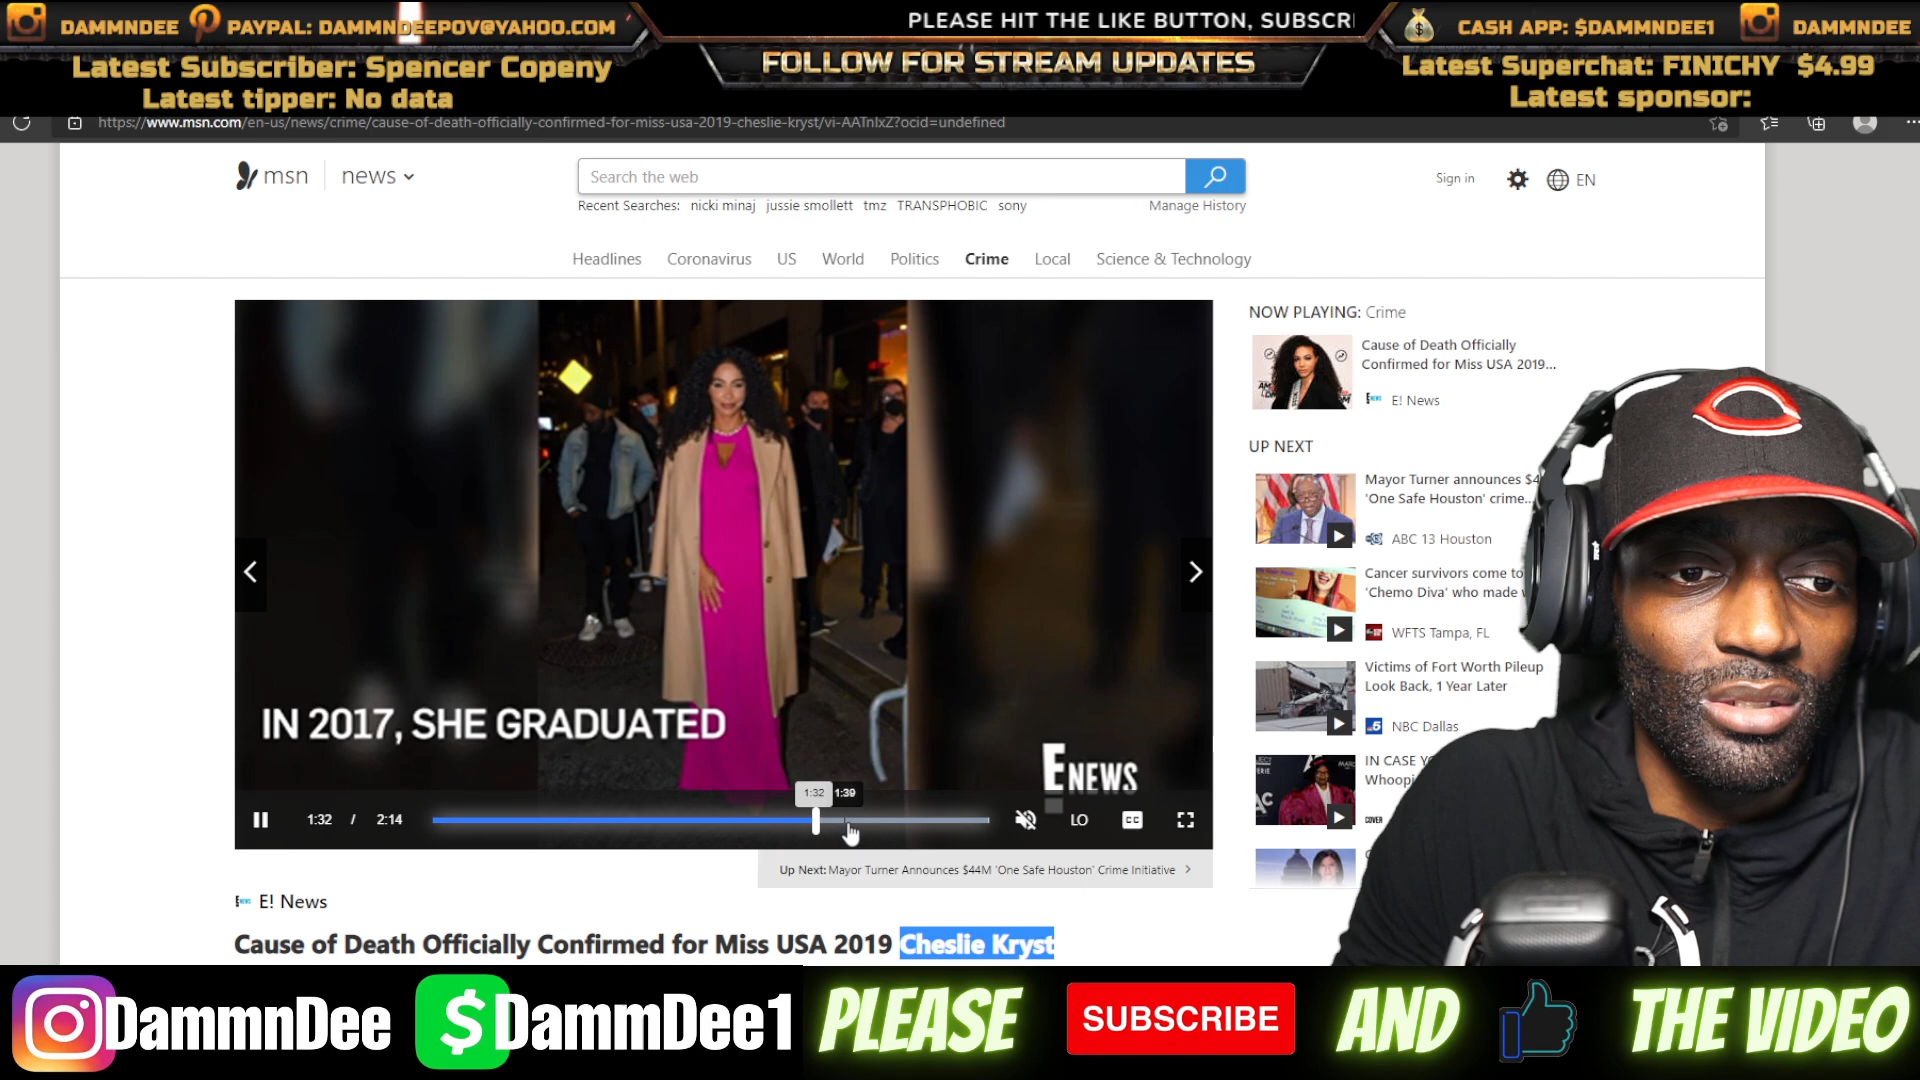 DAMMNDEE PAYPAL: DAMMNDEEPOV@YAHOO.COM
PLEASE HIT THE LIKE BUTTON, SUBSCRI
CASH APP: $DAMMNDEE1 DAMMNDEE
Latest Subscriber: Spencer Copeny
Latest tipper: No data
FOLLOW FOR STREAM UPDATES
Latest Superchat: FINICHY $4.99
Latest sponsor:
https://www.msn.com/en-us/news/crime/cause-of-death-officially-confirmed-for-miss-usa-2019-cheslie-kryst/vi-AATnIxZ?ocid=undefined
msn news
Search the web
Sign in
EN
Recent Searches: nicki minaj jussie smollett tmz TRANSPHOBIC sony
Manage History
Headlines Coronavirus US World Politics Crime Local Science & Technology
NOW PLAYING: Crime
Cause of Death Officially
Confirmed for Miss USA 2019...
E! News
UP NEXT
Mayor Turner announces $4
'One Safe Houston' crime...
ABC 13 Houston
Cancer survivors come to
'Chemo Diva' who made
WFTS Tampa, FL
Victims of Fort Worth Pileup
Look Back, 1 Year Later
NBC Dallas
IN CASE Y
Whoopi
COVER
IN 2017, SHE GRADUATED
E NEWS
1:32 1:39
1:32 / 2:14
LO
CC
Up Next: Mayor Turner Announces $44M 'One Safe Houston' Crime Initiative
E! News
Cause of Death Officially Confirmed for Miss USA 2019 Cheslie Kryst
DammnDee
$ DammDee1
PLEASE SUBSCRIBE AND THE VIDEO